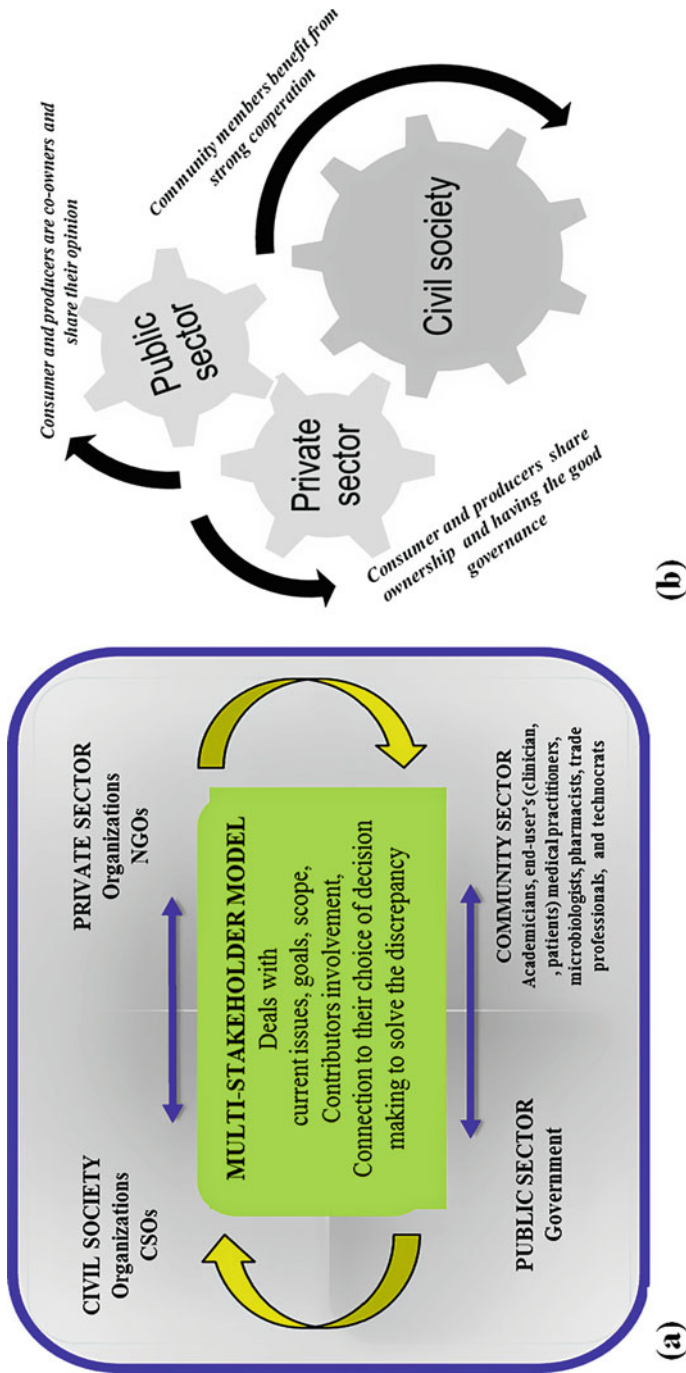 CIVIL SOCIETY
Organizations
CSOs
PRIVATE SECTOR
Organizations
NGOs
MULTI-STAKEHOLDER MODEL
Deals with
current issues, goals, scope,
Contributors involvement,
Connection to their choice of decision
making to solve the discrepancy
PUBLIC SECTOR
Government
COMMUNITY SECTOR
Academicians, end-user's (clinician,
, patients) medical practitioners,
microbiologists, pharmacists, trade
professionals, and technocrats
(a)
Consumer and producers are co-owners and
share their opinion
Public
sector
Community members benefit from
strong cooperation
Private
sector
Civil society
Consumer and producers share
ownership and having the good
governance
(b)